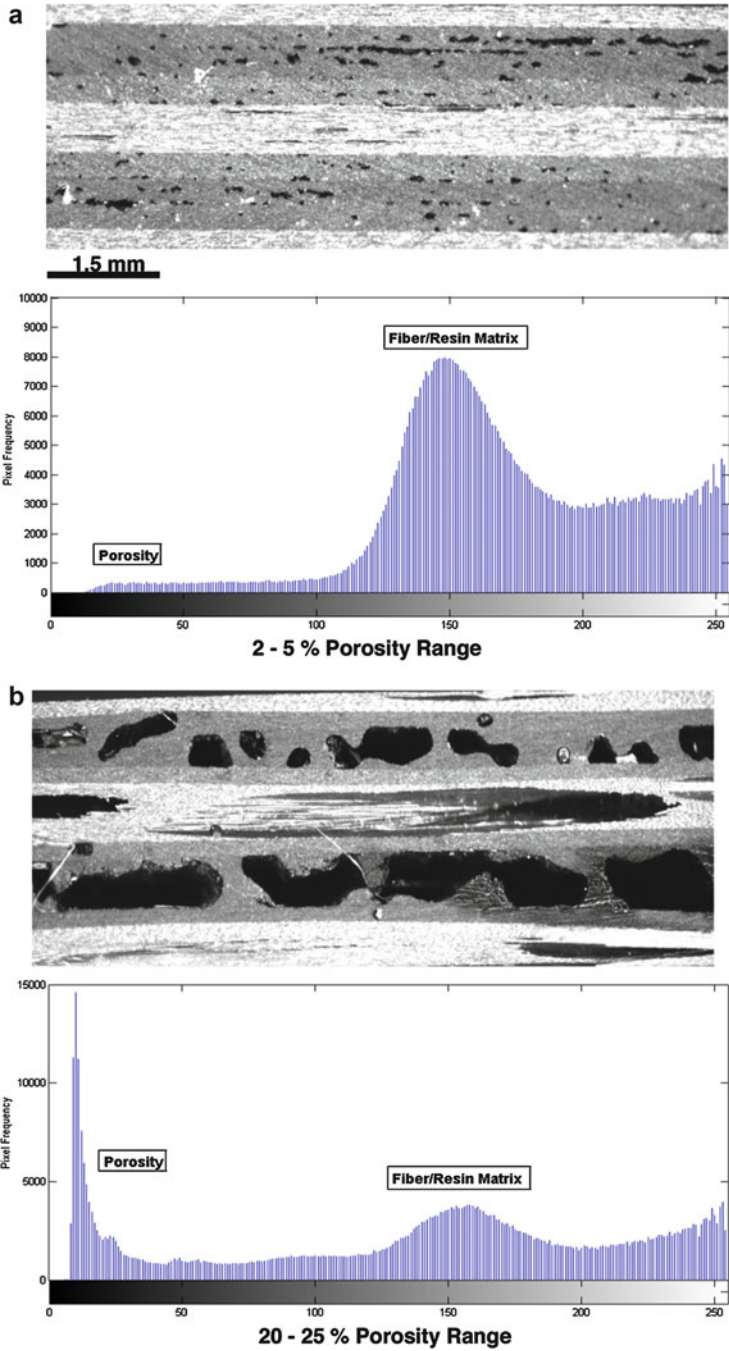 a
1.5 mm
10000
9000
8000
7000
6000
5000
4000
3000
2000
1000
0
Pixel Frequency
Fiber/Resin Matrix
Porosity
0 50 100 150 200 250
2 - 5 % Porosity Range
b
15000
10000
5000
0
Pixel Frequency
Porosity
Fiber/Resin Matrix
0 50 100 150 200 250
20 - 25 % Porosity Range